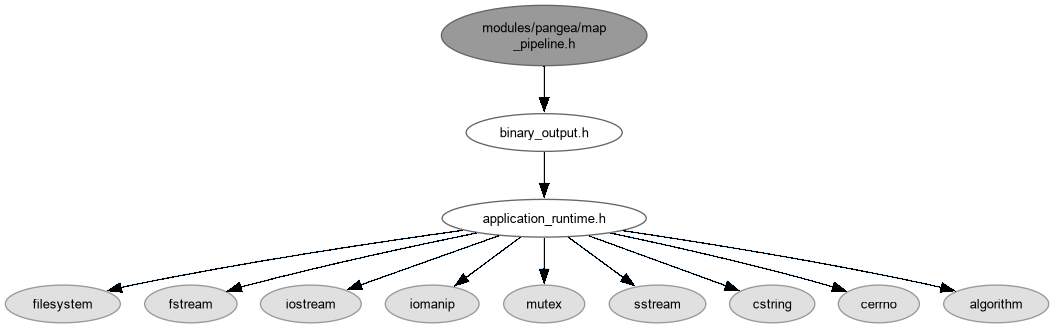 modules/pangea/map
_pipeline.h
binary_output.h
application_runtime.h
filesystem
fstream
iostream
iomanip
mutex
sstream
cstring
cerrno
algorithm